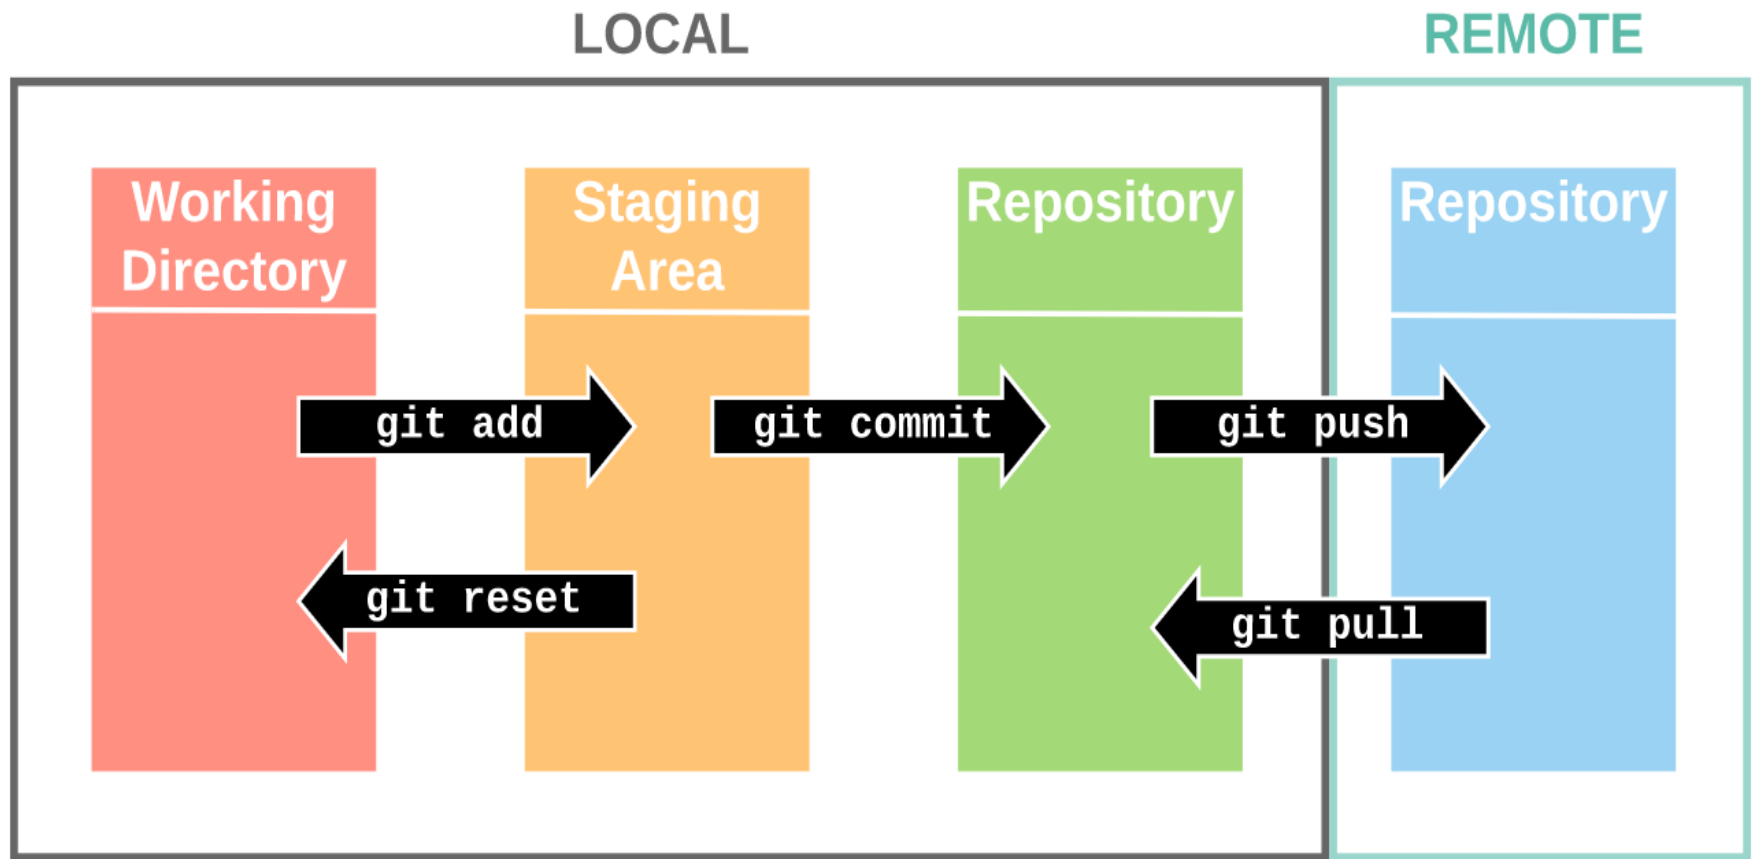 LOCAL
REMOTE
Working
Directory
Staging
Area
Repository
Repository
git add
git commit
git push
git reset
git pull